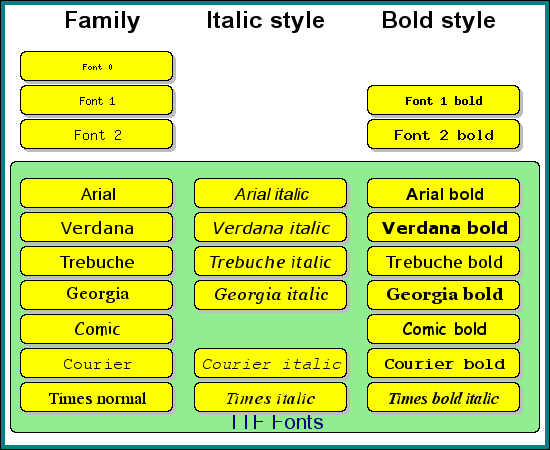 Family Italic style Bold style
Font 0
Font 1 Font 1 bold
Font 2 Font 2 bold
Arial Arial italic Arial bold
Verdana Verdana italic Verdana bold
Trebuche Trebuche italic Trebuche bold
Georgia Georgia italic Georgia bold
Comic Comic bold
Courier Courier italic Courier bold
Times normal Times italic Times bold italic
TTF Fonts